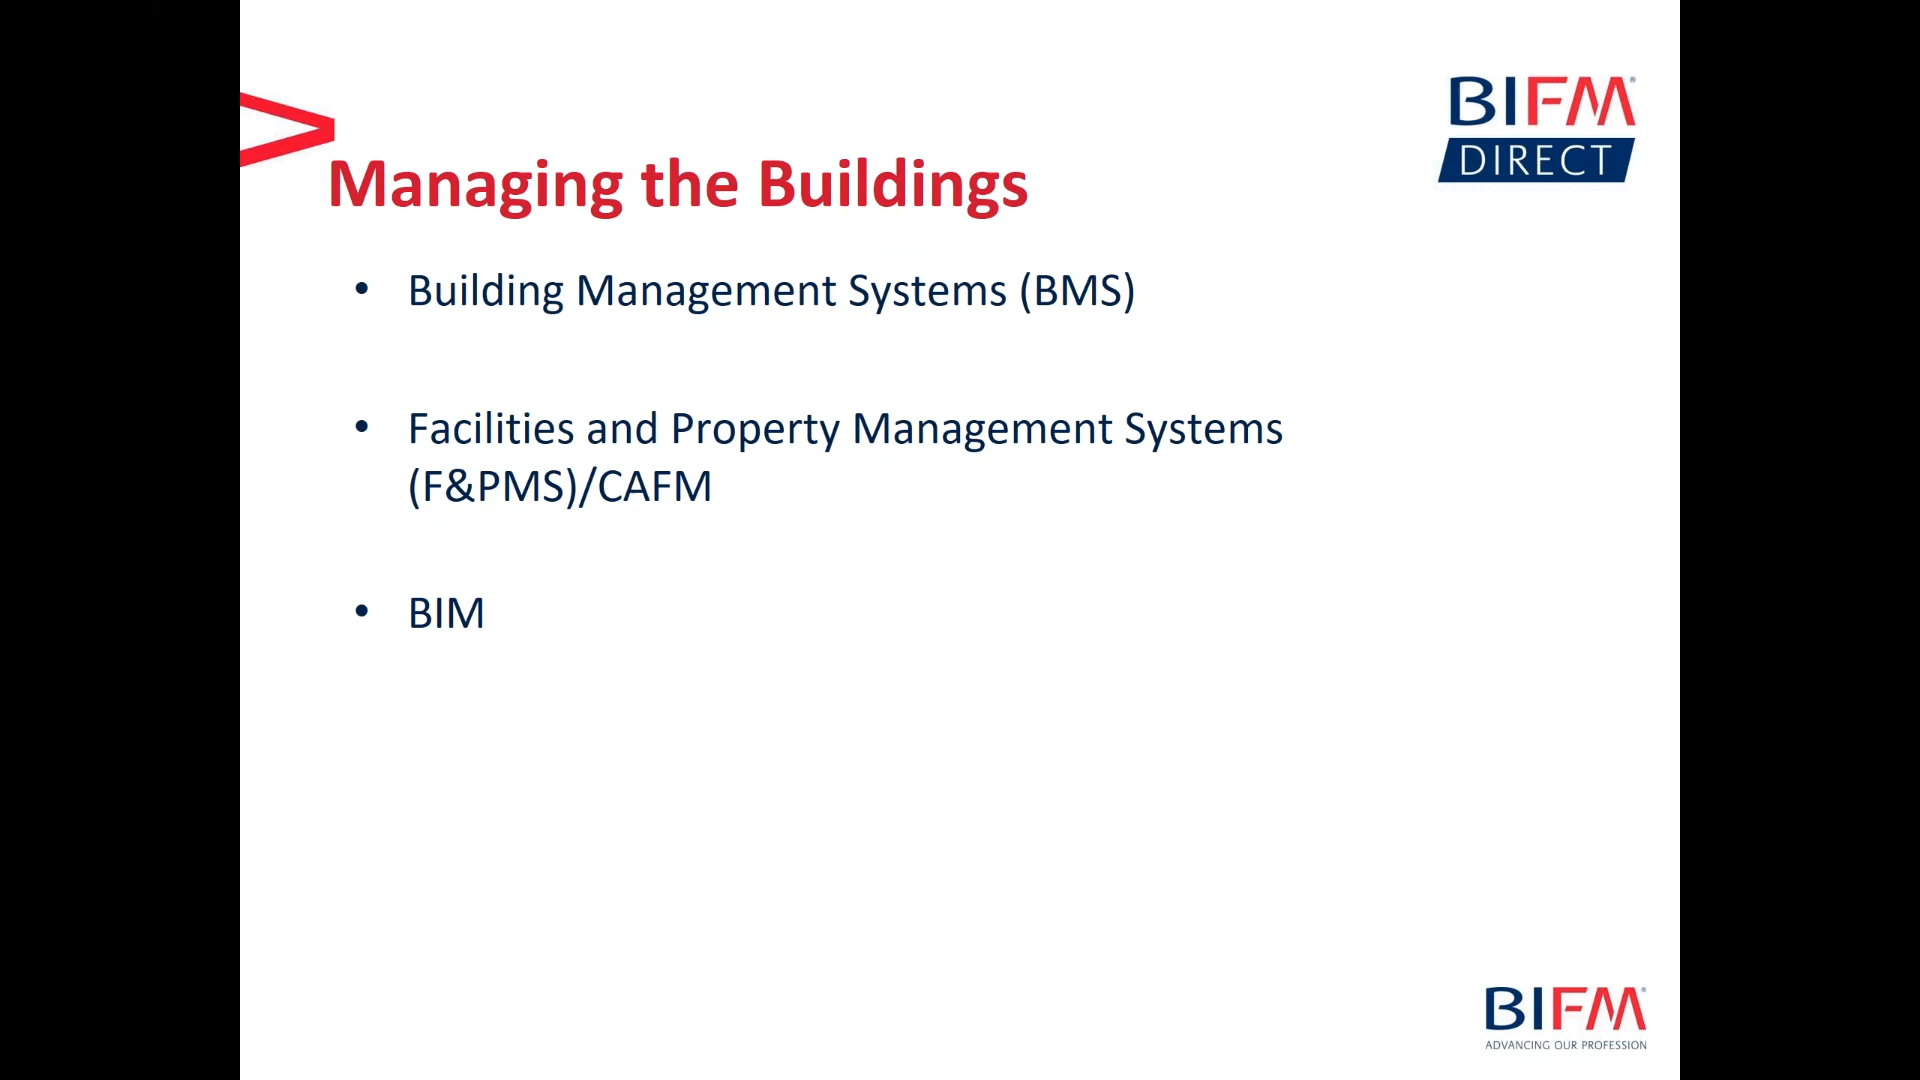 BIFM
DIRECT
Managing the Buildings
• Building Management Systems (BMS)
• Facilities and Property Management Systems
(F&PMS)/CAFM
• BIM
BIFM
ADVANCING OUR PROFESSION